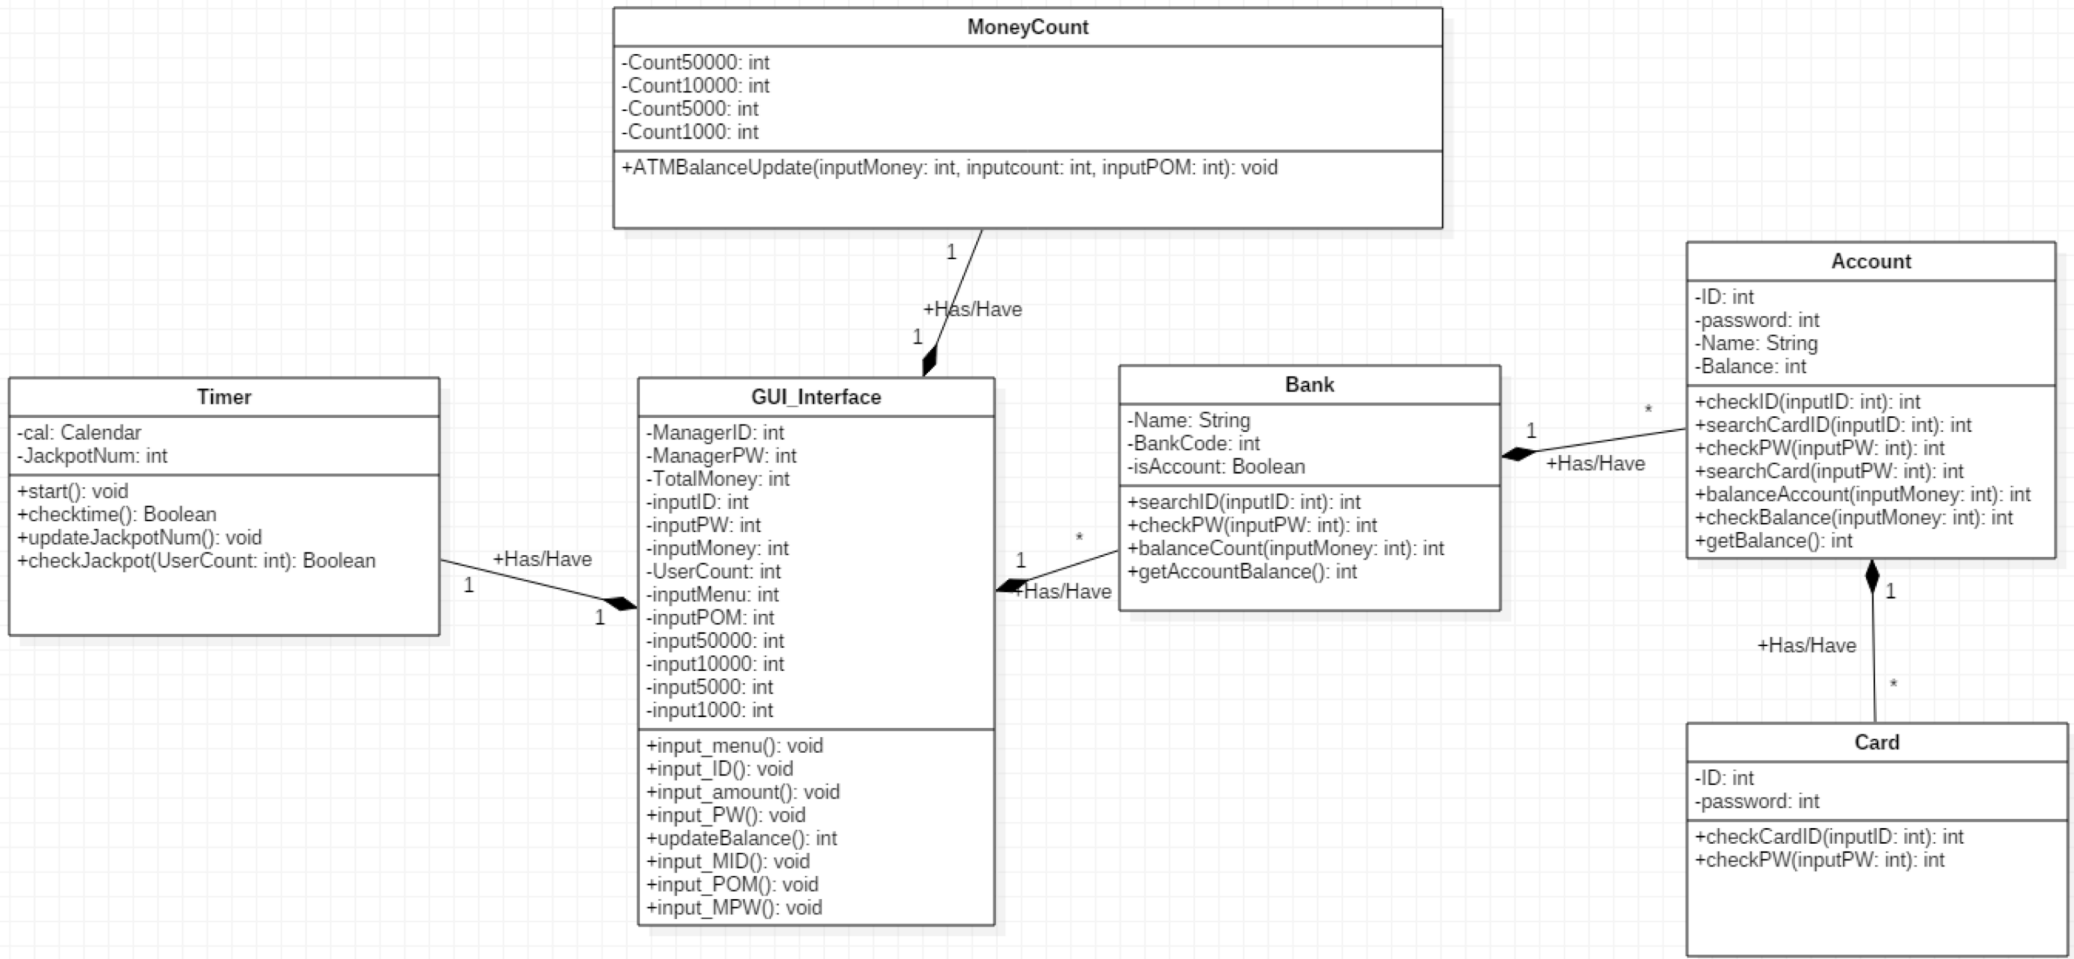 MoneyCount
-Count50000: int
-Count10000: int
-Count5000: int
-Count1000: int
+ATMBalanceUpdate(inputMoney: int, inputcount: int, inputPOM: int): void
1
+Has/Have
1
Timer
-cal: Calendar
-JackpotNum: int
+start(): void
+checktime(): Boolean
+updateJackpotNum(): void
+checkJackpot(UserCount: int): Boolean
+Has/Have
1
1
GUI_Interface
-ManagerID: int
-ManagerPW: int
-TotalMoney: int
-inputID: int
-inputPW: int
-inputMoney: int
-UserCount: int
-inputMenu: int
-inputPOM: int
-input50000: int
-input10000: int
-input5000: int
-input1000: int
+input_menu(): void
+input_ID(): void
+input_amount(): void
+input_PW(): void
+updateBalance(): int
+input_MID(): void
+input_POM(): void
+input_MPW(): void
*
1
+Has/Have
Bank
-Name: String
-BankCode: int
-isAccount: Boolean
+searchID(inputID: int): int
+checkPW(inputPW: int): int
+balanceCount(inputMoney: int): int
+getAccountBalance(): int
*
1
+Has/Have
Account
-ID: int
-password: int
-Name: String
-Balance: int
+checkID(inputID: int): int
+searchCardID(inputID: int): int
+checkPW(inputPW: int): int
+searchCard(inputPW: int): int
+balanceAccount(inputMoney: int): int
+checkBalance(inputMoney: int): int
+getBalance(): int
1
+Has/Have
*
Card
-ID: int
-password: int
+checkCardID(inputID: int): int
+checkPW(inputPW: int): int